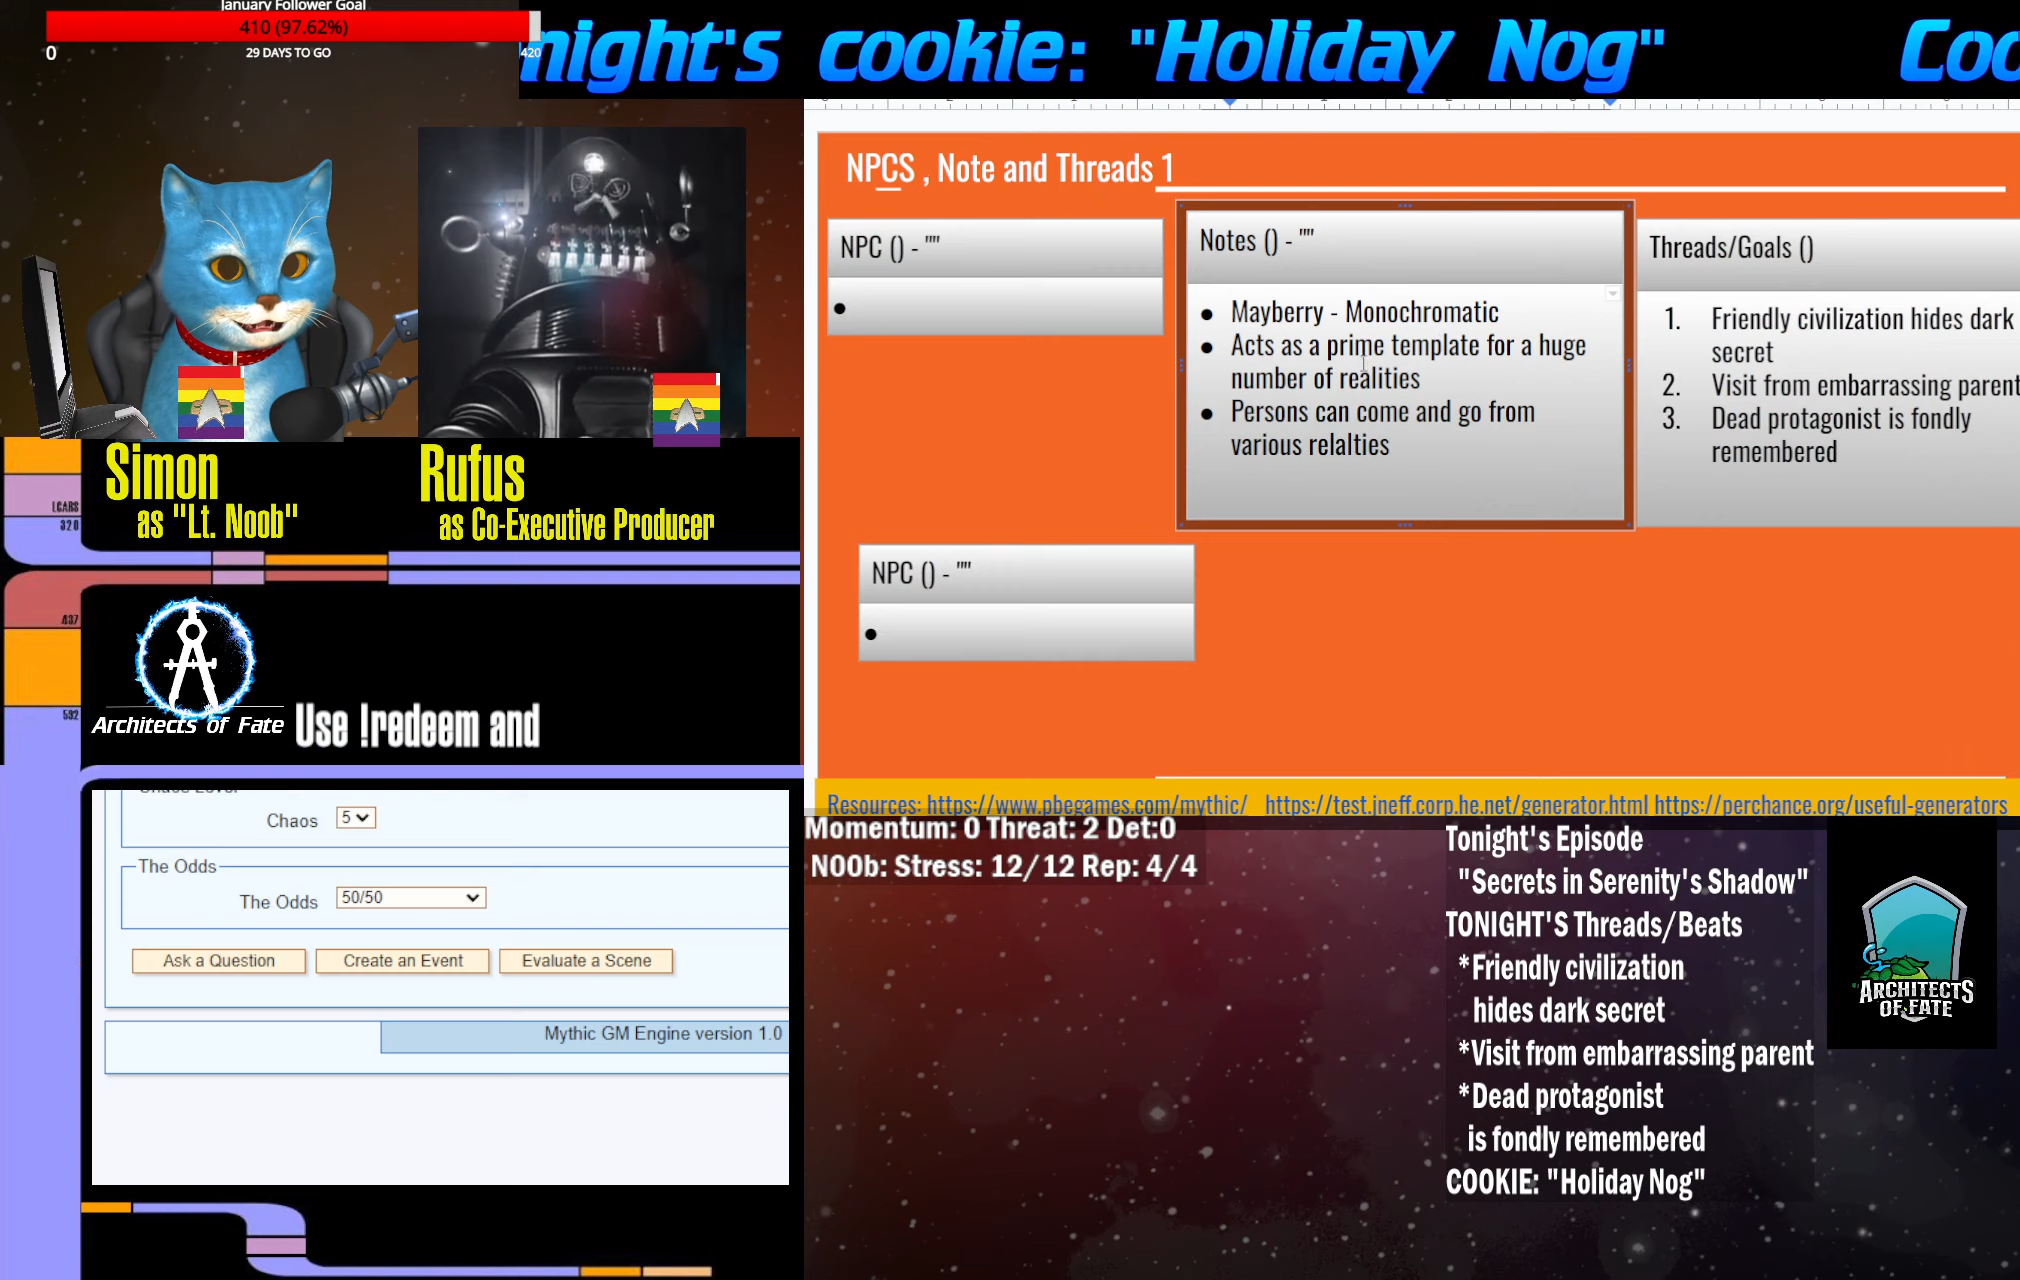 January Follower Goal
410 (97.62%)
0
29 DAYS TO GO
420
night's cookie: "Holiday Nog"
Coo
NPCS , Note and Threads 1
NPC () - ""
Notes () - ""
Mayberry - Monochromatic
Acts as a prime template for a huge
number of realities
Persons can come and go from
various relalties
Threads/Goals ()
1. Friendly civilization hides dark
secret
2. Visit from embarrassing parent
3. Dead protagonist is fondly
remembered
NPC () - ""
Simon
as "Lt. Noob"
Rufus
as Co-Executive Producer
LCARS
320
437
592
Architects of Fate
Use !redeem and
Chaos Level
Chaos
5
The Odds
The Odds
50/50
Ask a Question
Create an Event
Evaluate a Scene
Mythic GM Engine version 1.0
Resources: https://www.pbegames.com/mythic/ https://test.jneff.corp.he.net/generator.html https://perchance.org/useful-generators
Momentum: 0 Threat: 2 Det:0
N00b: Stress: 12/12 Rep: 4/4
Tonight's Episode
"Secrets in Serenity's Shadow"
TONIGHT'S Threads/Beats
*Friendly civilization
hides dark secret
*Visit from embarrassing parent
*Dead protagonist
is fondly remembered
COOKIE: "Holiday Nog"
ARCHITECTS
OF FATE